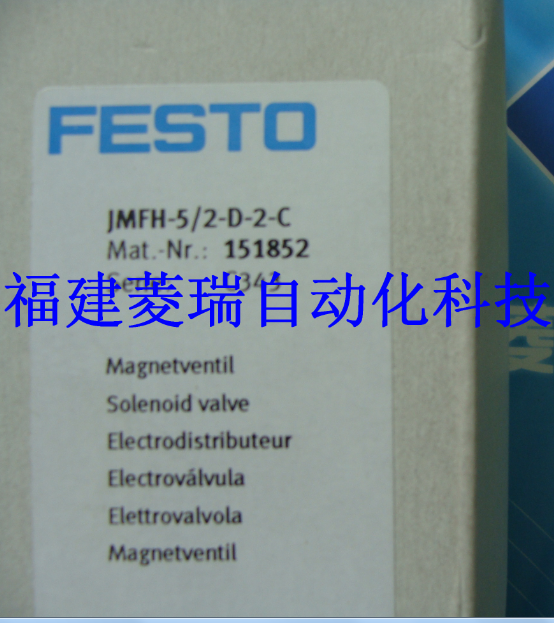 FESTO
JMFH-5/2-D-2-C
Mat.-Nr.: 151852
福建菱瑞自动化科技
Magnetventil
Solenoid valve
Electrodistributeur
Electroválvula
Elettrovalvola
Magnetventil